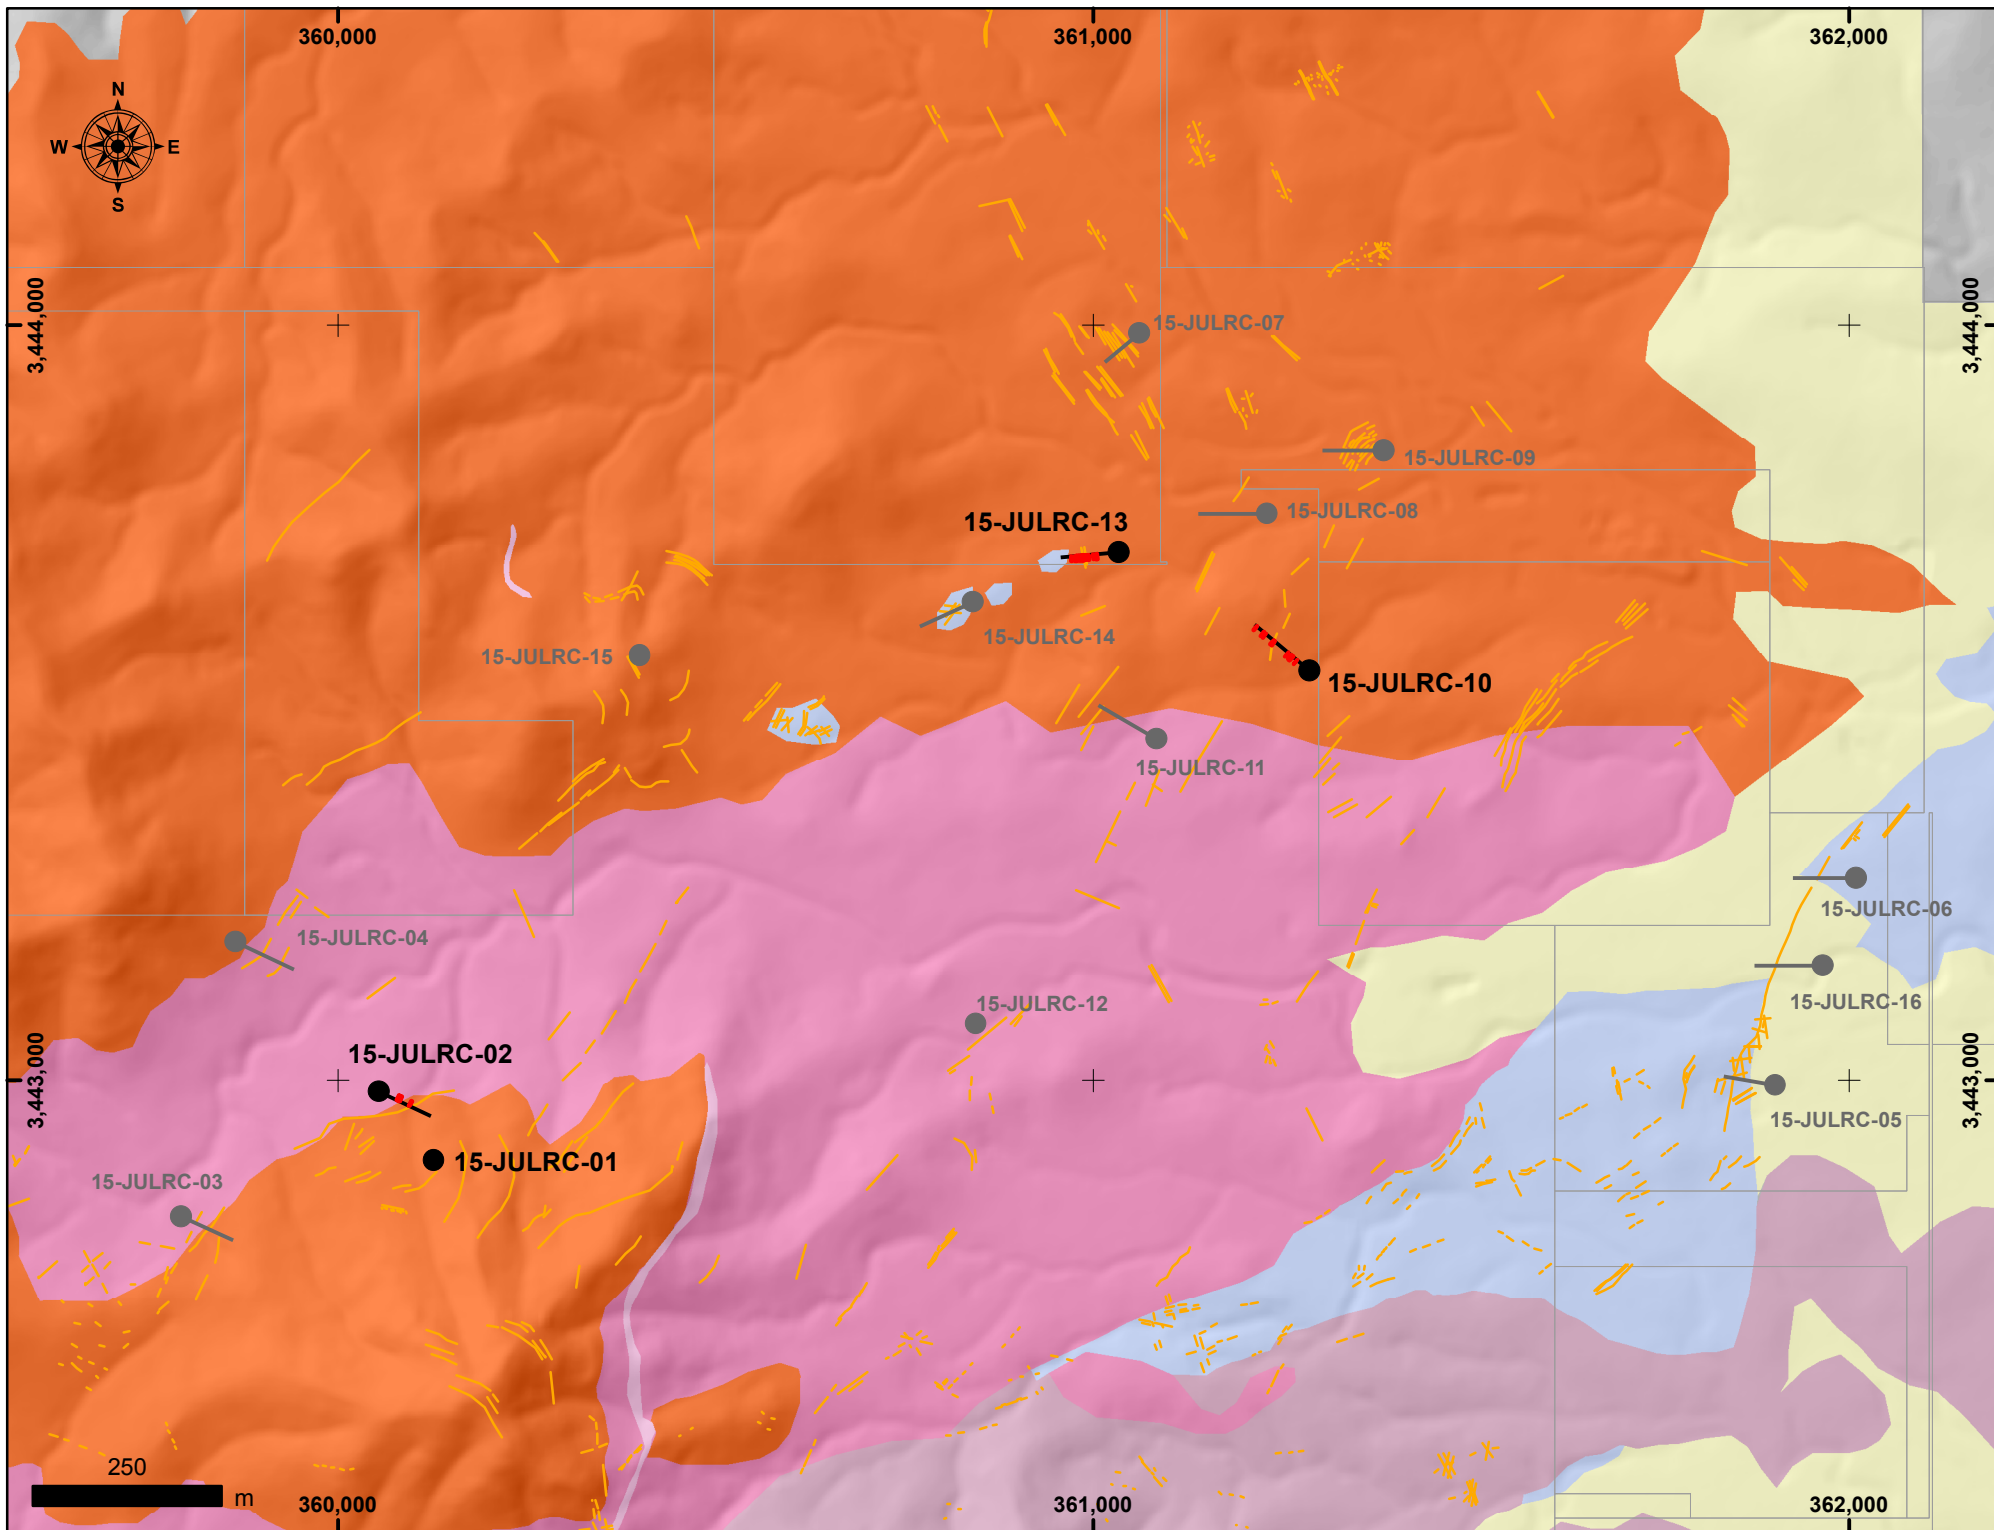 360,000
361,000
362,000
N
W
E
S
3,444,000
3,444,000
15-JULRC-07
15-JULRC-09
15-JULRC-08
15-JULRC-13
15-JULRC-14
15-JULRC-15
15-JULRC-10
15-JULRC-11
15-JULRC-06
15-JULRC-04
15-JULRC-12
15-JULRC-16
3,443,000
3,443,000
15-JULRC-02
15-JULRC-05
15-JULRC-01
15-JULRC-03
250
m
360,000
361,000
362,000